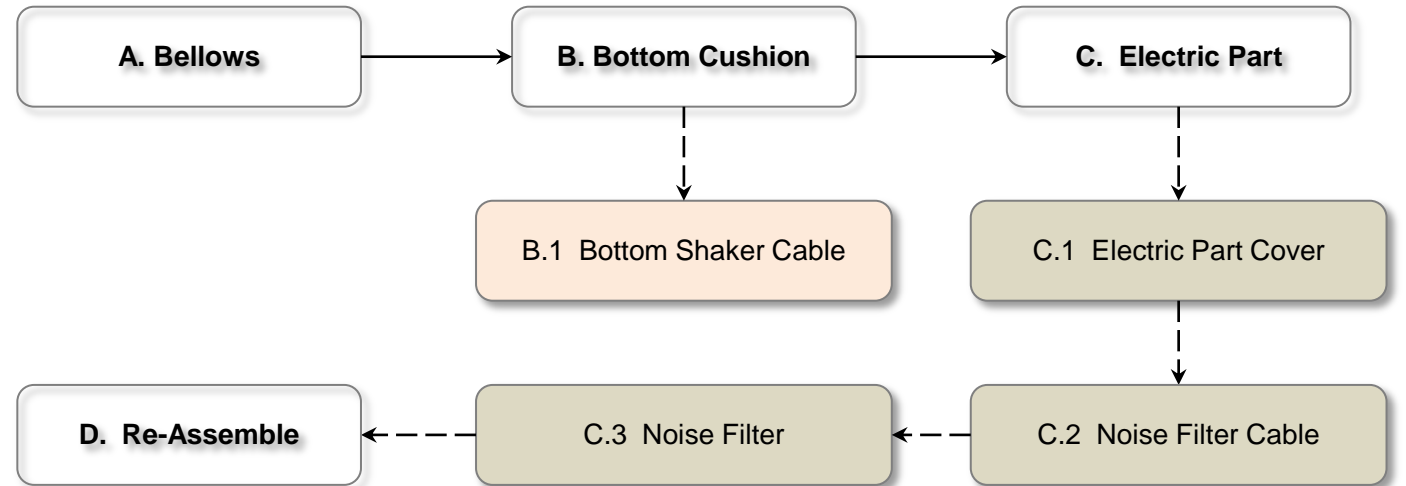 A. Bellows
B. Bottom Cushion
C. Electric Part
B.1 Bottom Shaker Cable
C.1 Electric Part Cover
D. Re-Assemble
C.3 Noise Filter
C.2 Noise Filter Cable